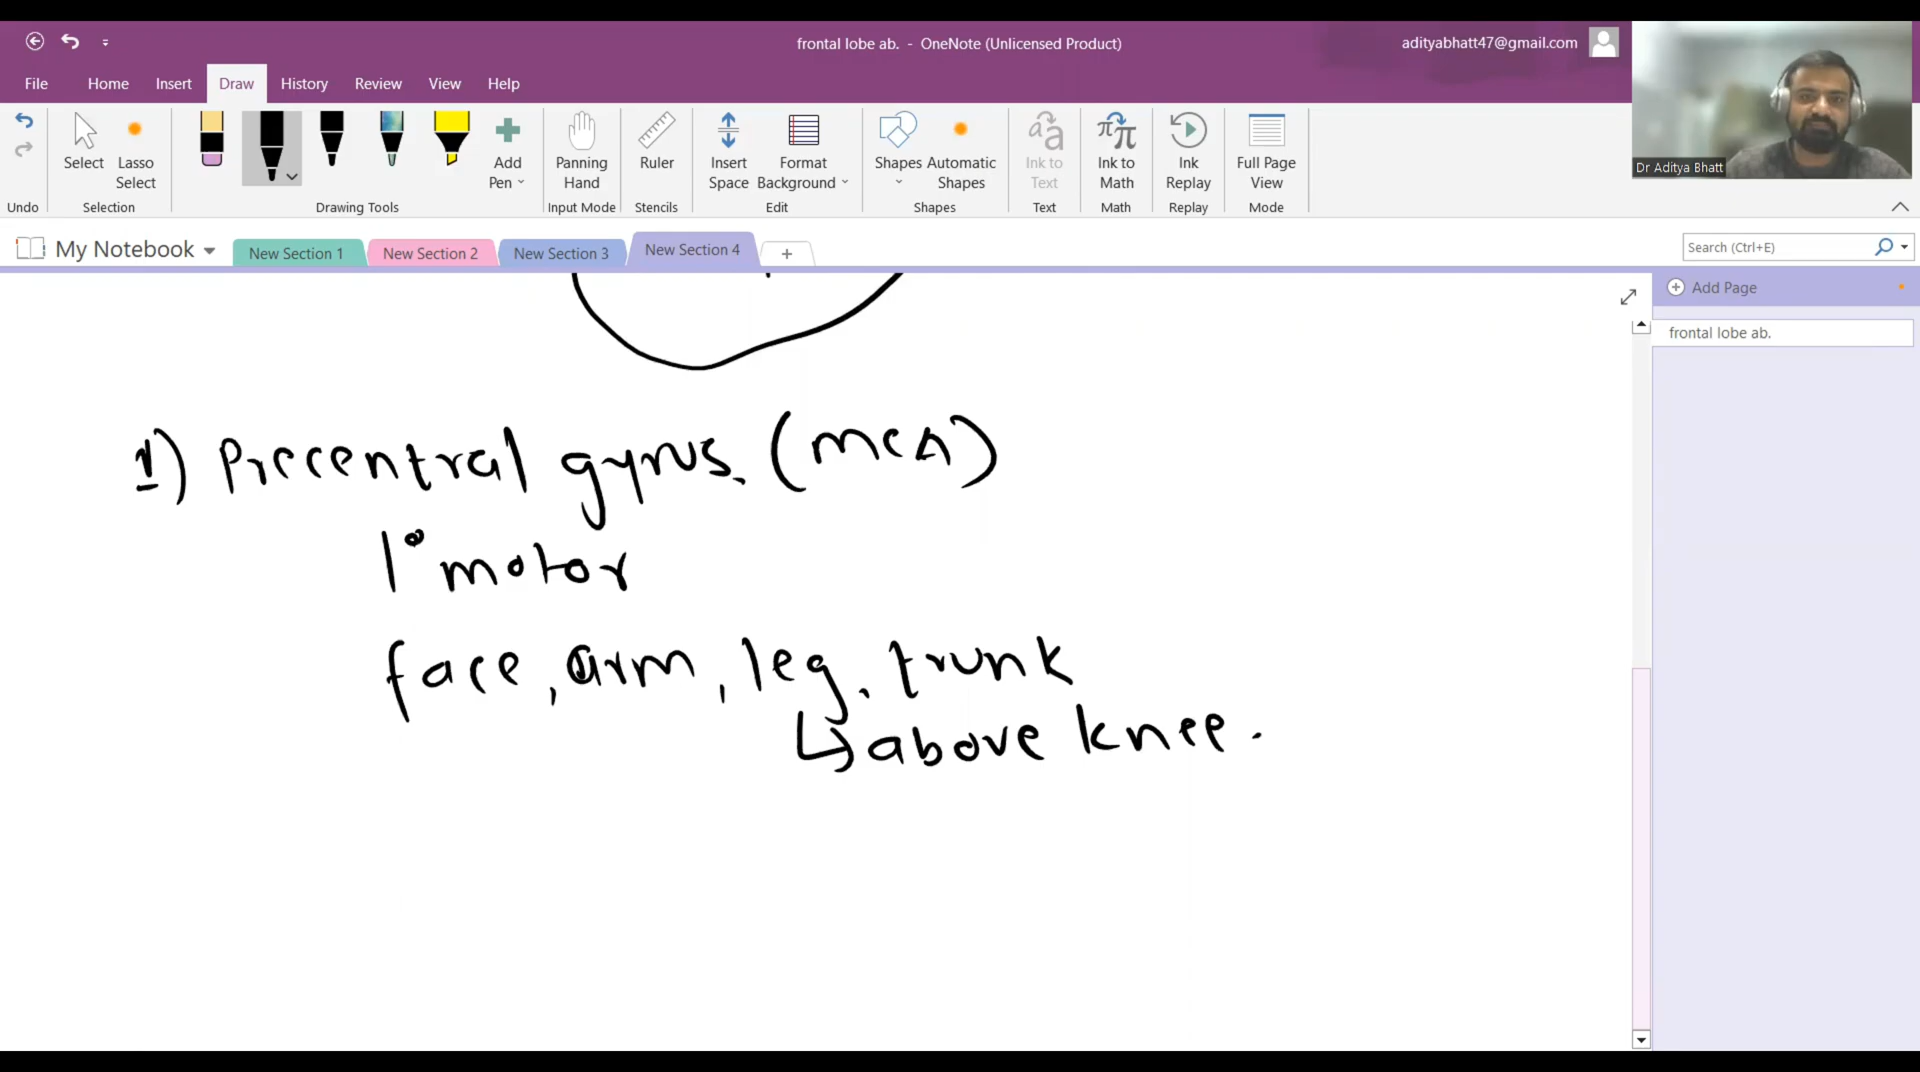 frontal lobe ab. - OneNote (Unlicensed Product)
adityabhatt47@gmail.com
File Home Insert Draw History Review View Help
Select
Lasso Select
Add Pen
Panning Hand
Ruler
Insert Space
Format Background
Shapes
Automatic Shapes
Ink to Text
Ink to Math
Ink Replay
Full Page View
Dr Aditya Bhatt
Undo Selection Drawing Tools Input Mode Stencils Edit Shapes Text Math Replay Mode
My Notebook New Section 1 New Section 2 New Section 3 New Section 4
Search (Ctrl+E)
Add Page
frontal lobe ab.
1) Precentral gyrus. (MCA)
1° motor
face, arm, leg, trunk
↳ above knee.